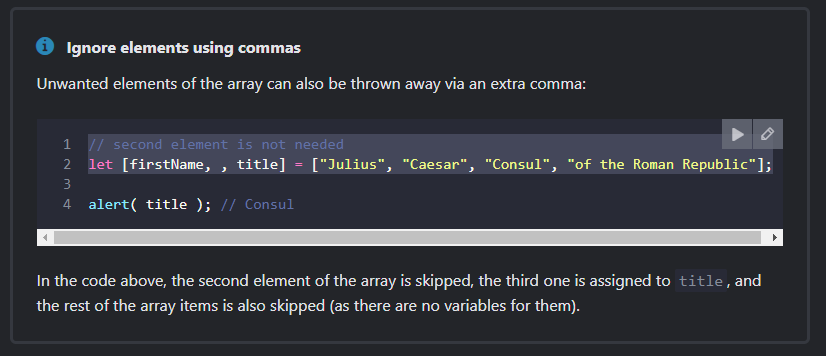 Ignore elements using commas
Unwanted elements of the array can also be thrown away via an extra comma:
1 // second element is not needed
2 let [firstName, , title] = ["Julius", "Caesar", "Consul", "of the Roman Republic"];
3
4 alert( title ); // Consul
In the code above, the second element of the array is skipped, the third one is assigned to title, and
the rest of the array items is also skipped (as there are no variables for them).